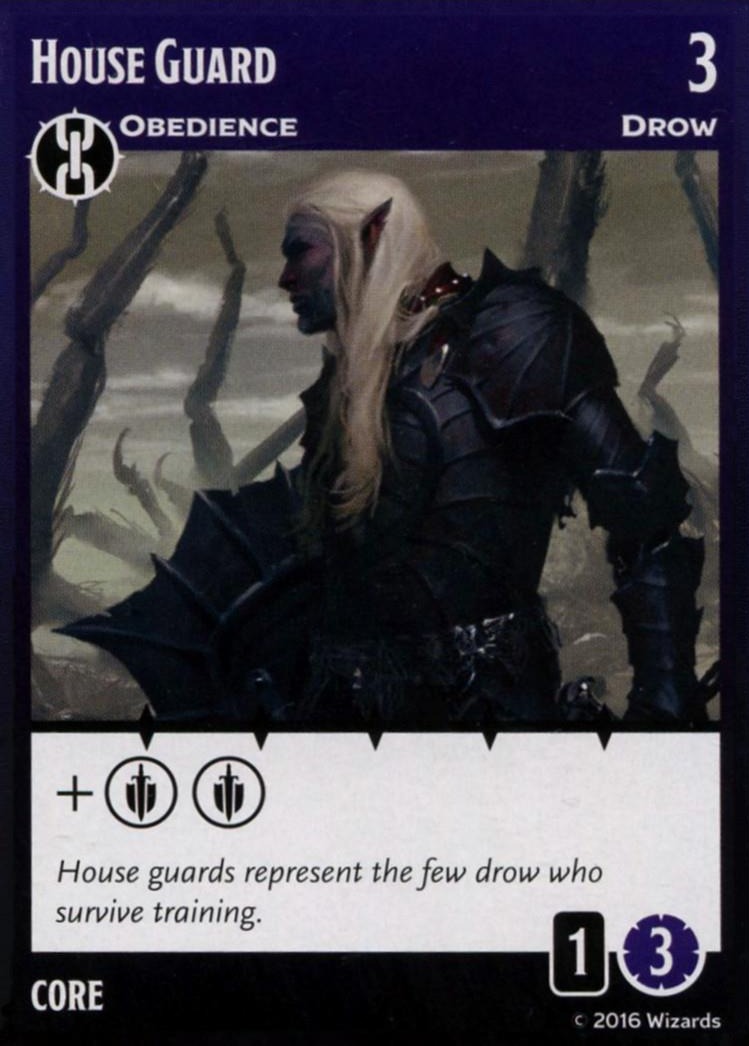 HOUSE GUARD 3
OBEDIENCE DROW
+
House guards represent the few drow who
survive training.
1 3
CORE
© 2016 Wizards